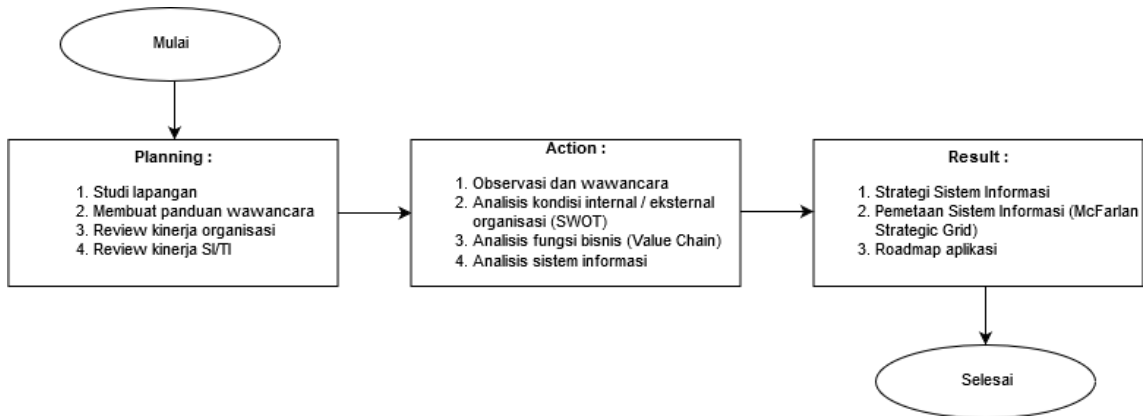 Mulai
Planning :
1. Studi lapangan
2. Membuat panduan wawancara
3. Review kinerja organisasi
4. Review kinerja SI/TI
Action :
1. Observasi dan wawancara
2. Analisis kondisi internal / eksternal
organisasi (SWOT)
3. Analisis fungsi bisnis (Value Chain)
4. Analisis sistem informasi
Result :
1. Strategi Sistem Informasi
2. Pemetaan Sistem Informasi (McFarlan
Strategic Grid)
3. Roadmap aplikasi
Selesai